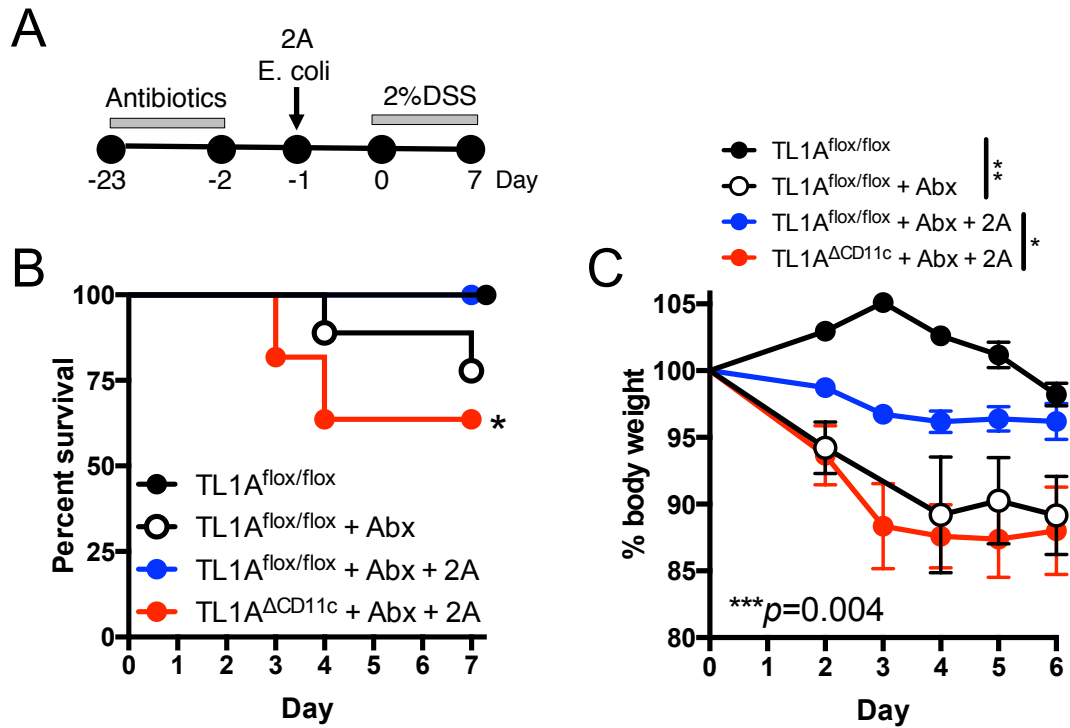 A
2A
E. coli
Antibiotics
2%DSS
-23 -2 -1 0 7 Day
B
100
75
50
25
0
Percent survival
*
TL1Aflox/flox
TL1Aflox/flox + Abx
TL1Aflox/flox + Abx + 2A
TL1AΔCD11c + Abx + 2A
0 1 2 3 4 5 6 7
Day
TL1Aflox/flox
TL1Aflox/flox + Abx
**
TL1Aflox/flox + Abx + 2A
TL1AΔCD11c + Abx + 2A
*
C
105
100
95
90
85
80
% body weight
***p=0.004
0 1 2 3 4 5 6
Day